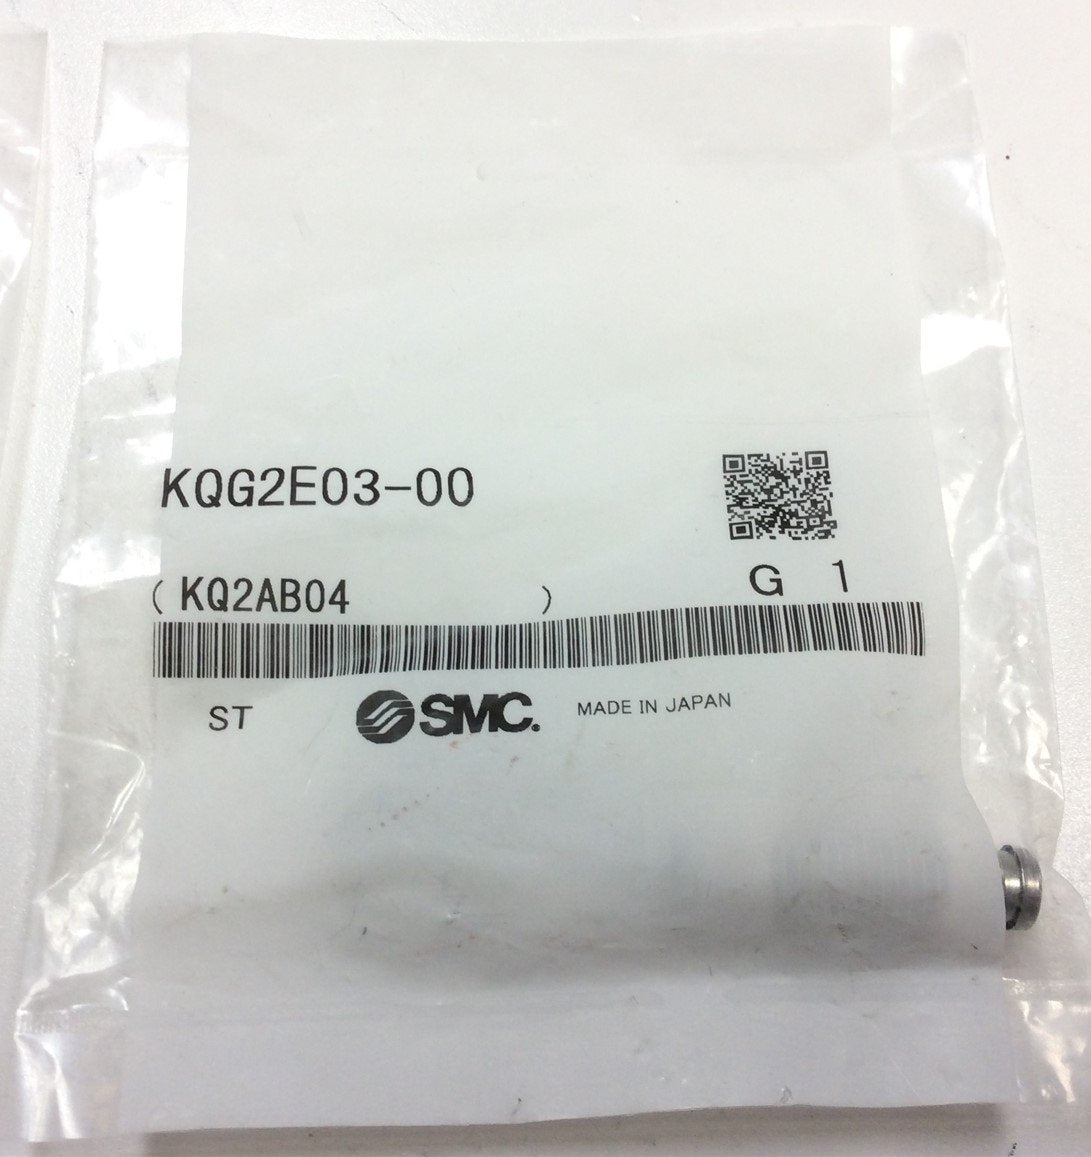 KQG2E03-00
G 1
( KQ2AB04 )
ST SMC. MADE IN JAPAN